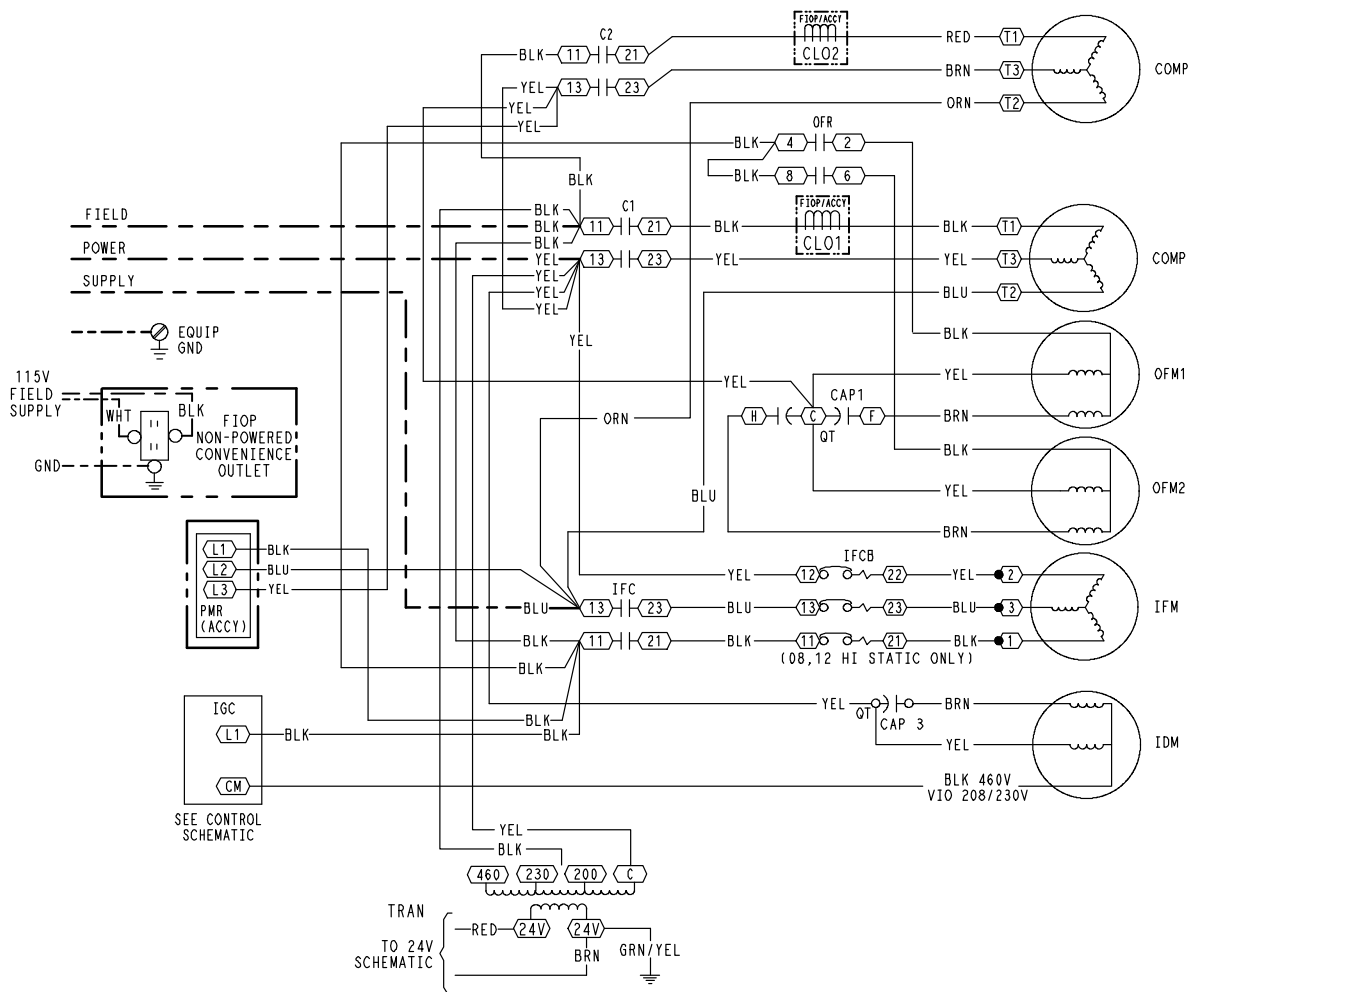 C2
BLK 11 21
FIOP/ACCY
CLO2
RED T1
YEL 13 23
BRN T3
COMP
YEL
ORN T2
YEL
OFR
BLK 4 2
BLK 8 6
BLK
FIELD
BLK
C1
BLK 11 21 BLK
FIOP/ACCY
CLO1
BLK T1
BLK
POWER
YEL 13 23 YEL
YEL T3
COMP
YEL
SUPPLY
YEL
BLU T2
YEL
EQUIP
GND
YEL
BLK
115V
FIELD
SUPPLY
WHT
BLK
FIOP
NON-POWERED
CONVENIENCE
OUTLET
GND
YEL
YEL
OFM1
CAP1
ORN
H C F
BRN
QT
BLK
BLU
YEL
OFM2
BRN
L1 BLK
L2 BLU
L3 YEL
PMR
(ACCY)
IFCB
YEL 12 22 YEL 2
IFC
BLU 13 23 BLU 13 23 BLU 3
IFM
BLK 11 21 BLK 11 21 BLK 1
(08,12 HI STATIC ONLY)
BLK
IGC
YEL
QT
CAP 3
BRN
BLK
L1 BLK
BLK
YEL
IDM
CM
BLK 460V
VIO 208/230V
SEE CONTROL
SCHEMATIC
YEL
BLK
460 230 200 C
TRAN
RED 24V 24V
TO 24V
SCHEMATIC
BRN
GRN/YEL